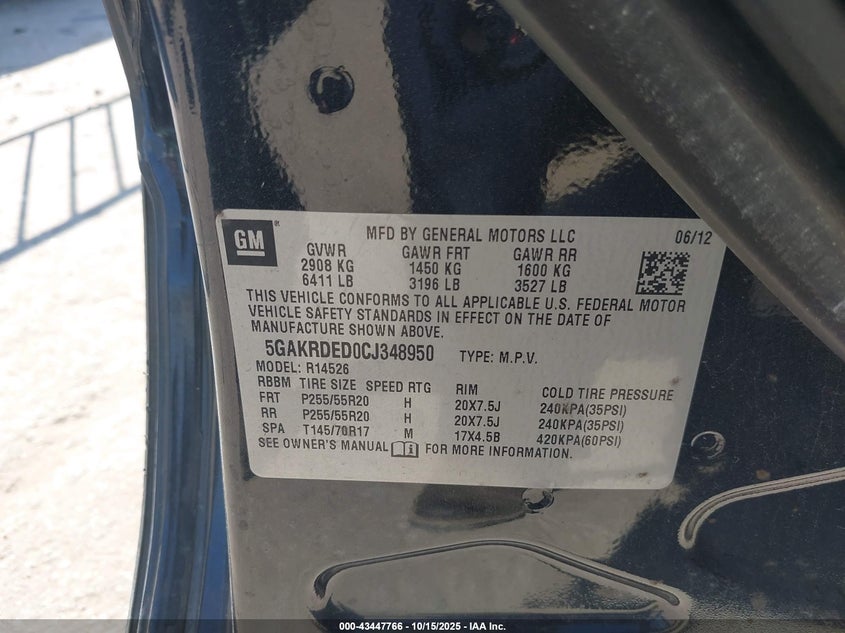 GM ®
MFD BY GENERAL MOTORS LLC
06/12
GVWR GAWR FRT GAWR RR
2908 KG 1450 KG 1600 KG
6411 LB 3196 LB 3527 LB
THIS VEHICLE CONFORMS TO ALL APPLICABLE U.S. FEDERAL MOTOR
VEHICLE SAFETY STANDARDS IN EFFECT ON THE DATE OF
MANUFACTURE SHOWN ABOVE.
5GAKRDED0CJ348950 TYPE: M.P.V.
MODEL: R14526
RBBM TIRE SIZE SPEED RTG RIM COLD TIRE PRESSURE
FRT P255/55R20 H 20X7.5J 240KPA(35PSI)
RR P255/55R20 H 20X7.5J 240KPA(35PSI)
SPA T145/70R17 M 17X4.5B 420KPA(60PSI)
SEE OWNER'S MANUAL FOR MORE INFORMATION.
000-43447766 - 10/15/2025 - IAA Inc.